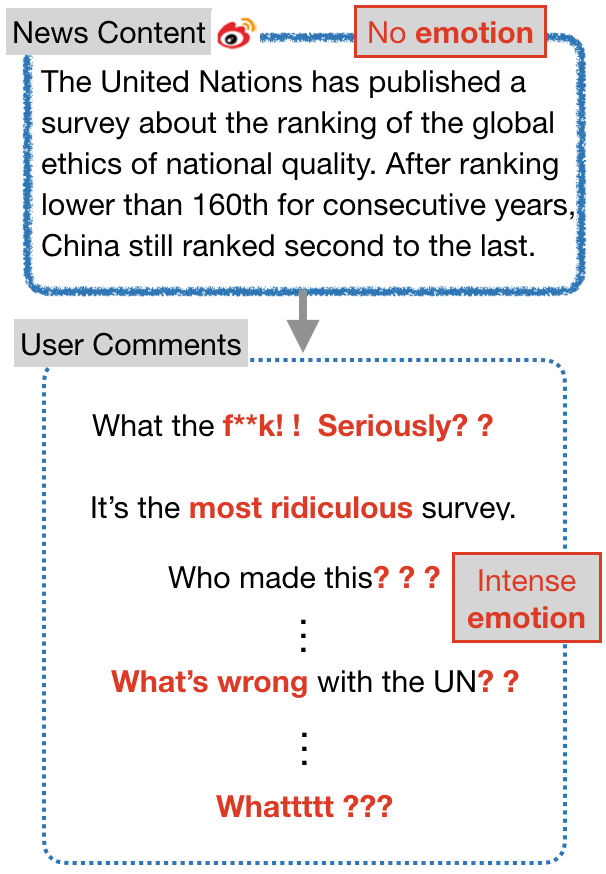 News Content
No emotion
The United Nations has published a
survey about the ranking of the global
ethics of national quality. After ranking
lower than 160th for consecutive years,
China still ranked second to the last.
User Comments
What the f**k! ! Seriously? ?
It's the most ridiculous survey.
Who made this? ? ?
Intense
emotion
⋮
What's wrong with the UN? ?
⋮
Whattttt ???